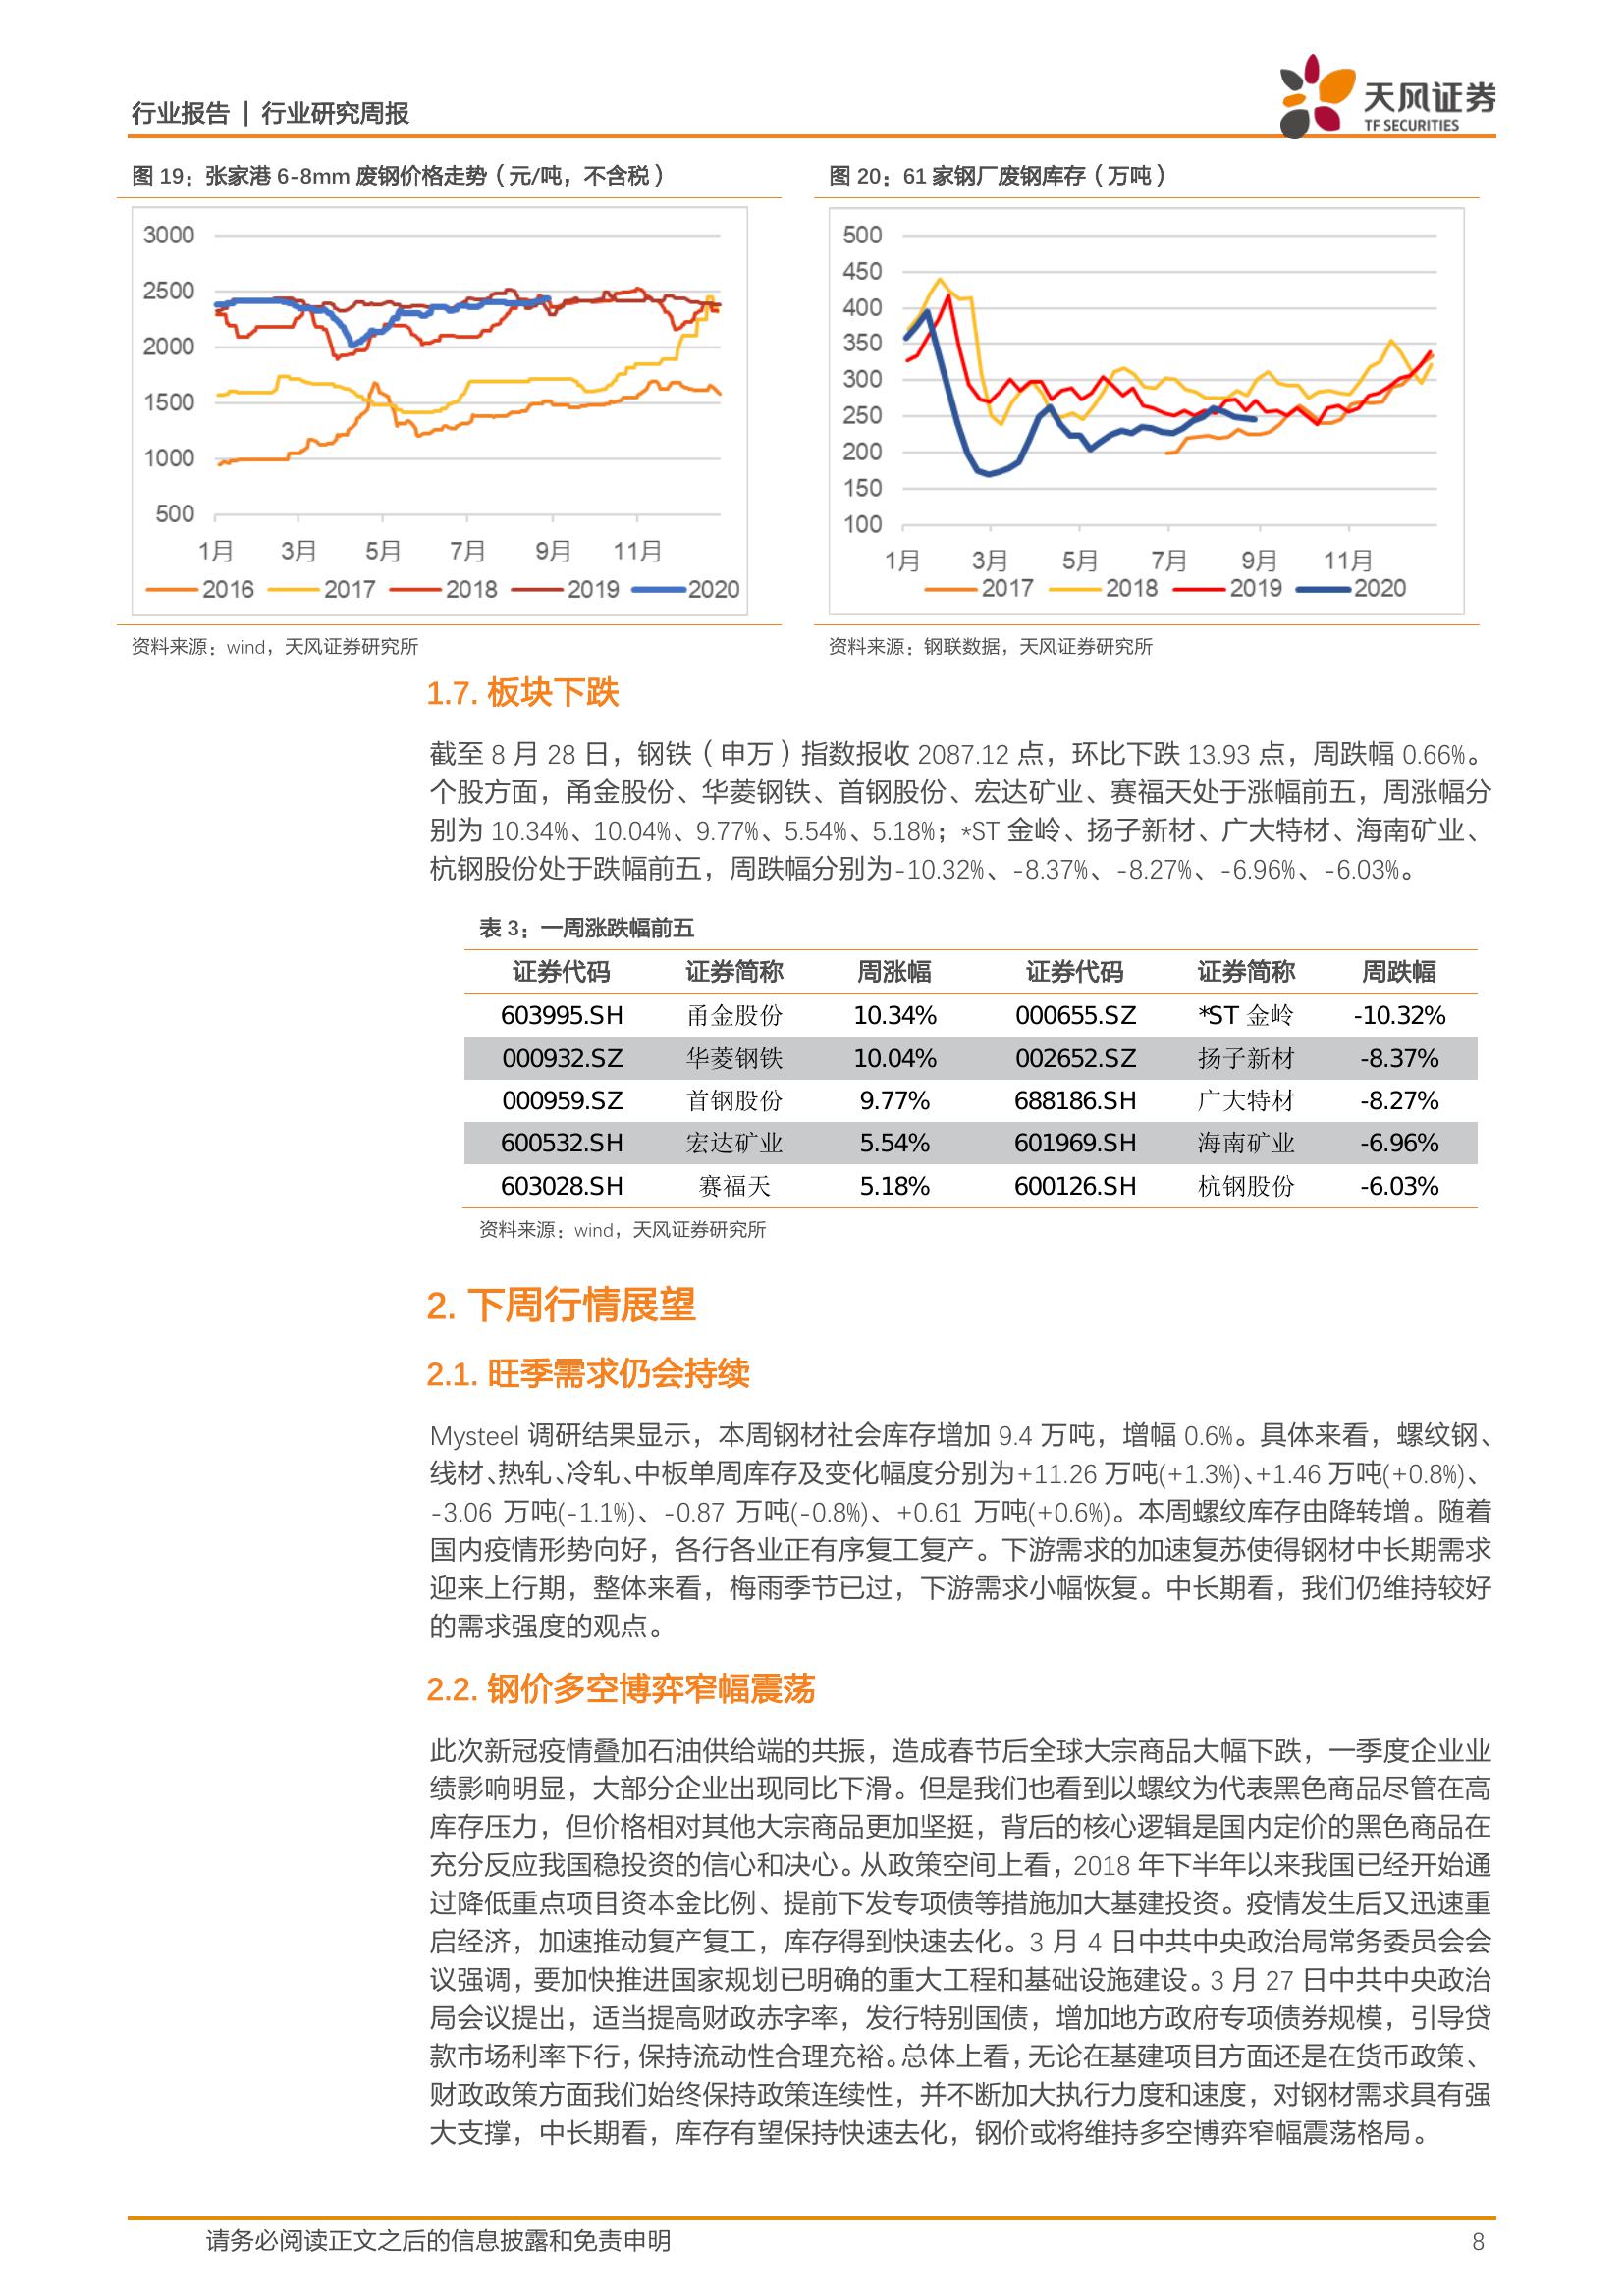 行业报告 | 行业研究周报
天风证券
TF SECURITIES
图 19：张家港 6-8mm 废钢价格走势（元/吨，不含税）
3000
2500
2000
1500
1000
500
1月 3月 5月 7月 9月 11月
2016 2017 2018 2019 2020
资料来源：wind，天风证券研究所
图 20：61 家钢厂废钢库存（万吨）
500
450
400
350
300
250
200
150
100
1月 3月 5月 7月 9月 11月
2017 2018 2019 2020
资料来源：钢联数据，天风证券研究所
1.7. 板块下跌
截至 8 月 28 日，钢铁（申万）指数报收 2087.12 点，环比下跌 13.93 点，周跌幅 0.66%。
个股方面，甬金股份、华菱钢铁、首钢股份、宏达矿业、赛福天处于涨幅前五，周涨幅分
别为 10.34%、10.04%、9.77%、5.54%、5.18%；*ST 金岭、扬子新材、广大特材、海南矿业、
杭钢股份处于跌幅前五，周跌幅分别为-10.32%、-8.37%、-8.27%、-6.96%、-6.03%。
表 3：一周涨跌幅前五
证券代码 证券简称 周涨幅 证券代码 证券简称 周跌幅
603995.SH 甬金股份 10.34% 000655.SZ *ST 金岭 -10.32%
000932.SZ 华菱钢铁 10.04% 002652.SZ 扬子新材 -8.37%
000959.SZ 首钢股份 9.77% 688186.SH 广大特材 -8.27%
600532.SH 宏达矿业 5.54% 601969.SH 海南矿业 -6.96%
603028.SH 赛福天 5.18% 600126.SH 杭钢股份 -6.03%
资料来源：wind，天风证券研究所
2. 下周行情展望
2.1. 旺季需求仍会持续
Mysteel 调研结果显示，本周钢材社会库存增加 9.4 万吨，增幅 0.6%。具体来看，螺纹钢、
线材、热轧、冷轧、中板单周库存及变化幅度分别为+11.26 万吨(+1.3%)、+1.46 万吨(+0.8%)、
-3.06 万吨(-1.1%)、-0.87 万吨(-0.8%)、+0.61 万吨(+0.6%)。本周螺纹库存由降转增。随着
国内疫情形势向好，各行各业正有序复工复产。下游需求的加速复苏使得钢材中长期需求
迎来上行期，整体来看，梅雨季节已过，下游需求小幅恢复。中长期看，我们仍维持较好
的需求强度的观点。
2.2. 钢价多空博弈窄幅震荡
此次新冠疫情叠加石油供给端的共振，造成春节后全球大宗商品大幅下跌，一季度企业业
绩影响明显，大部分企业出现同比下滑。但是我们也看到以螺纹为代表黑色商品尽管在高
库存压力，但价格相对其他大宗商品更加坚挺，背后的核心逻辑是国内定价的黑色商品在
充分反应我国稳投资的信心和决心。从政策空间上看，2018 年下半年以来我国已经开始通
过降低重点项目资本金比例、提前下发专项债等措施加大基建投资。疫情发生后又迅速重
启经济，加速推动复产复工，库存得到快速去化。3 月 4 日中共中央政治局常务委员会会
议强调，要加快推进国家规划已明确的重大工程和基础设施建设。3 月 27 日中共中央政治
局会议提出，适当提高财政赤字率，发行特别国债，增加地方政府专项债券规模，引导贷
款市场利率下行，保持流动性合理充裕。总体上看，无论在基建项目方面还是在货币政策、
财政政策方面我们始终保持政策连续性，并不断加大执行力度和速度，对钢材需求具有强
大支撑，中长期看，库存有望保持快速去化，钢价或将维持多空博弈窄幅震荡格局。
请务必阅读正文之后的信息披露和免责申明 8